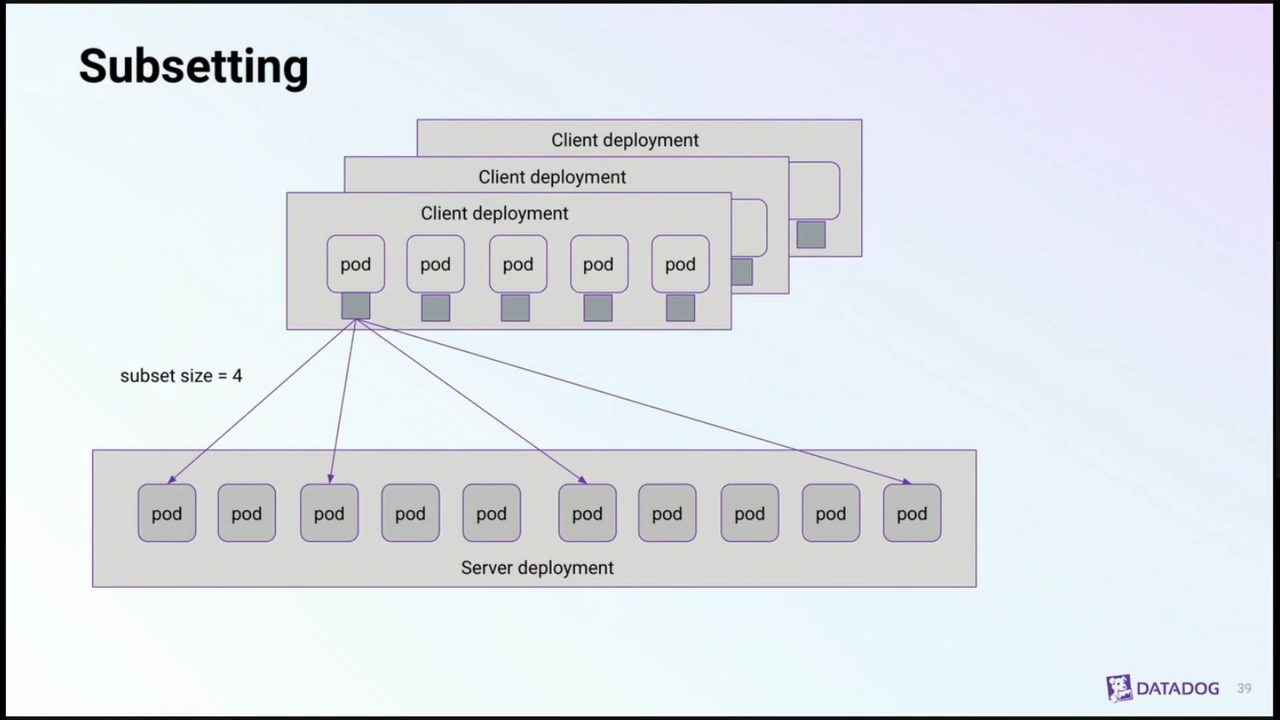 Subsetting
Client deployment
Client deployment
Client deployment
pod pod pod pod pod
subset size = 4
pod pod pod pod pod pod pod pod pod pod
Server deployment
DATADOG 39